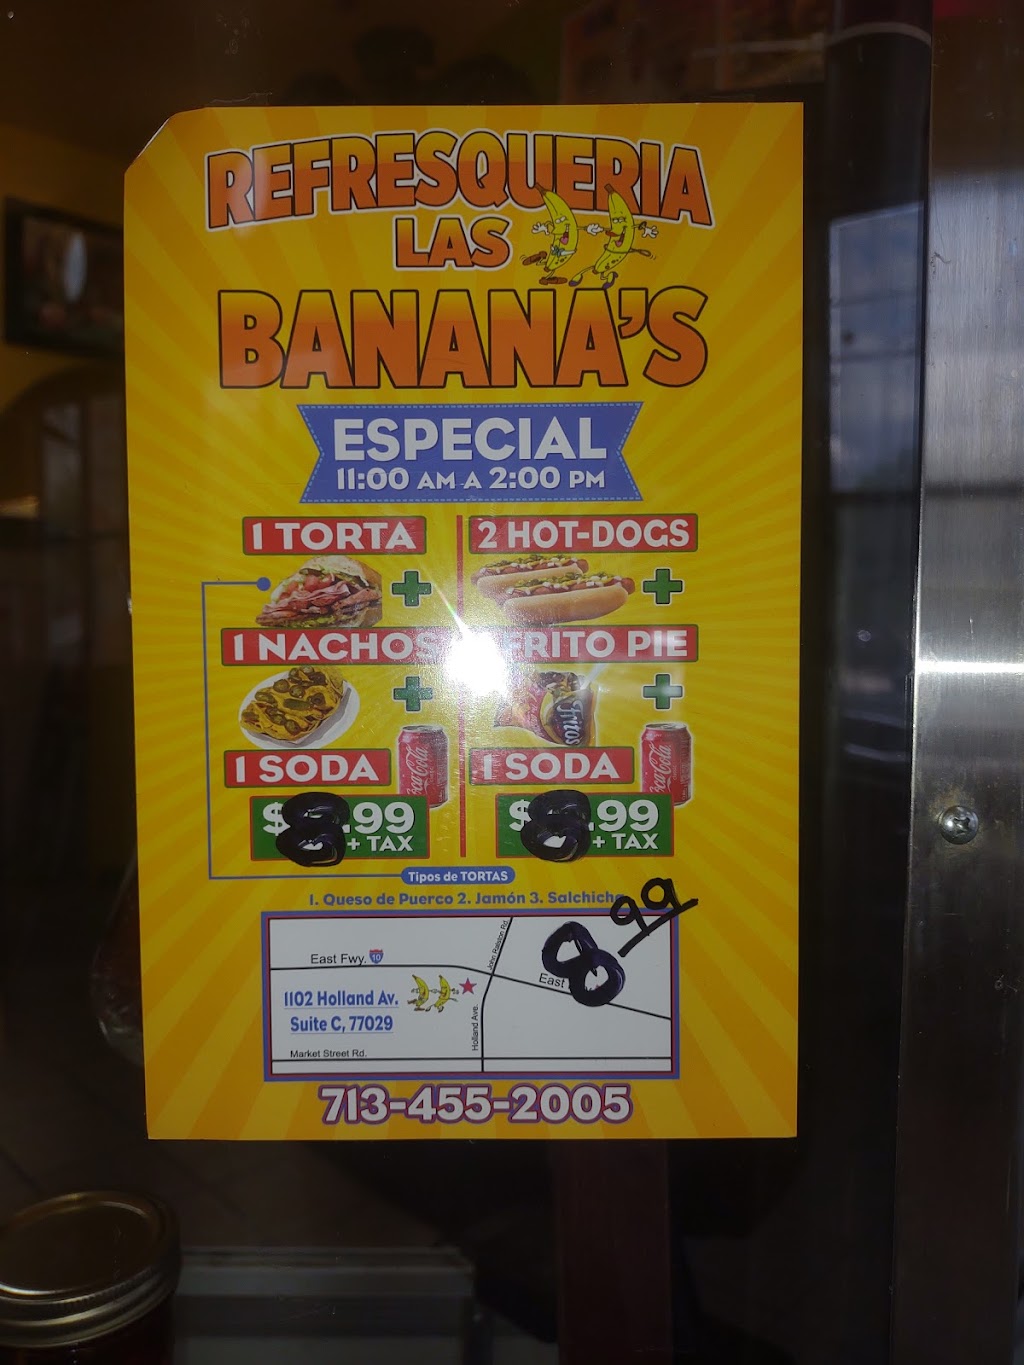 REFRESQUERIA
LAS
BANANA'S
ESPECIAL
11:00 AM A 2:00 PM
1 TORTA
+
1 NACHOS
+
1 SODA
Coca-Cola
$8.99
+ TAX
2 HOT-DOGS
+
FRITO PIE
Fritos
+
1 SODA
Coca-Cola
$8.99
+ TAX
Tipos de TORTAS
1. Queso de Puerco 2. Jamón 3. Salchicha
8 99
East Fwy. 10
John Ralston Rd.
East
1102 Holland Av.
Suite C, 77029
Holland Ave.
Market Street Rd.
713-455-2005